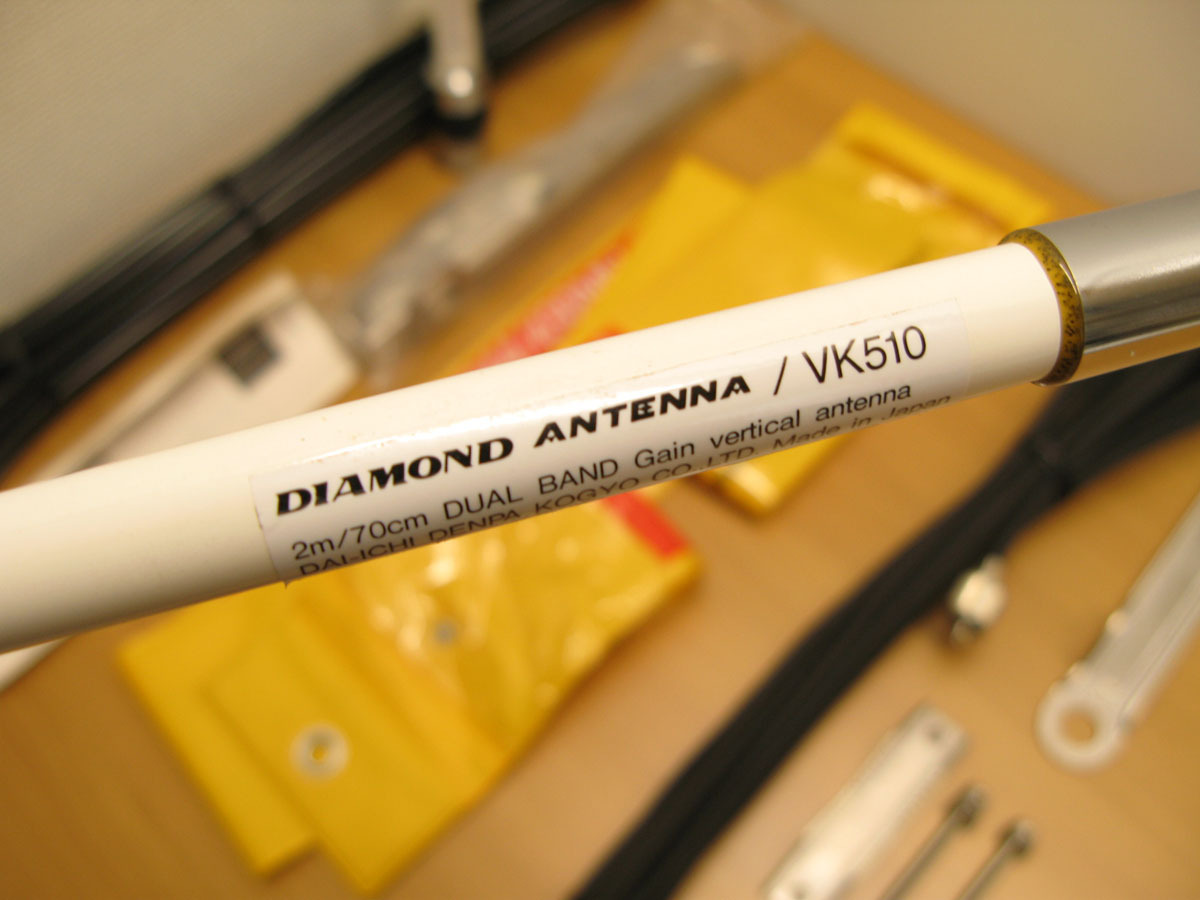 DIAMOND ANTENNA / VK510
2m/70cm DUAL BAND Gain vertical antenna
DAI-ICHI DENPA KOGYO CO.,LTD. Made in Japan